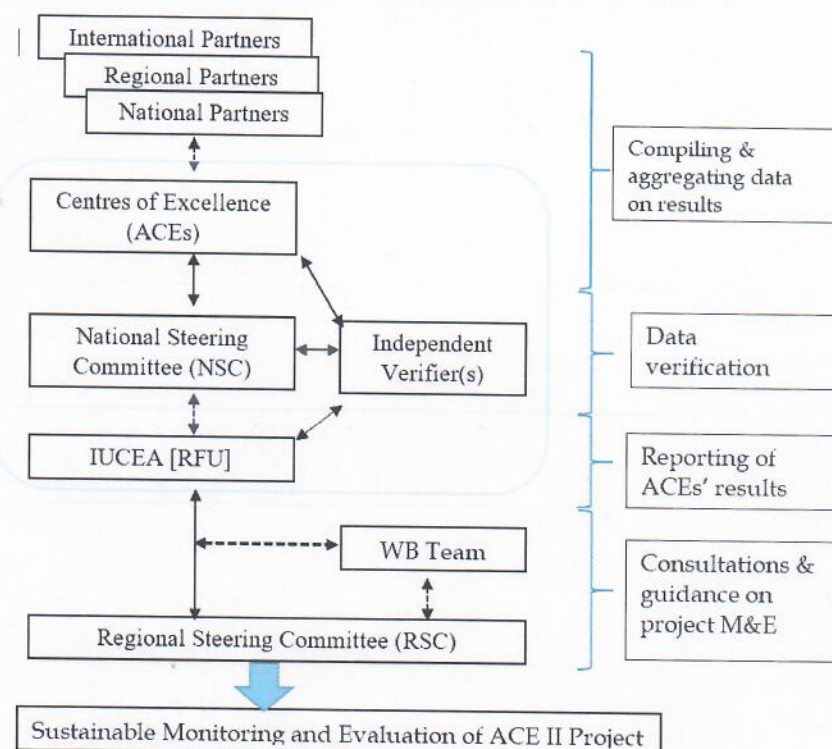 International Partners
Regional Partners
National Partners
Centres of Excellence
(ACEs)
National Steering
Committee (NSC)
Independent
Verifier(s)
IUCEA [RFU]
WB Team
Regional Steering Committee (RSC)
Sustainable Monitoring and Evaluation of ACE II Project
Compiling &
aggregating data
on results
Data
verification
Reporting of
ACEs' results
Consultations &
guidance on
project M&E